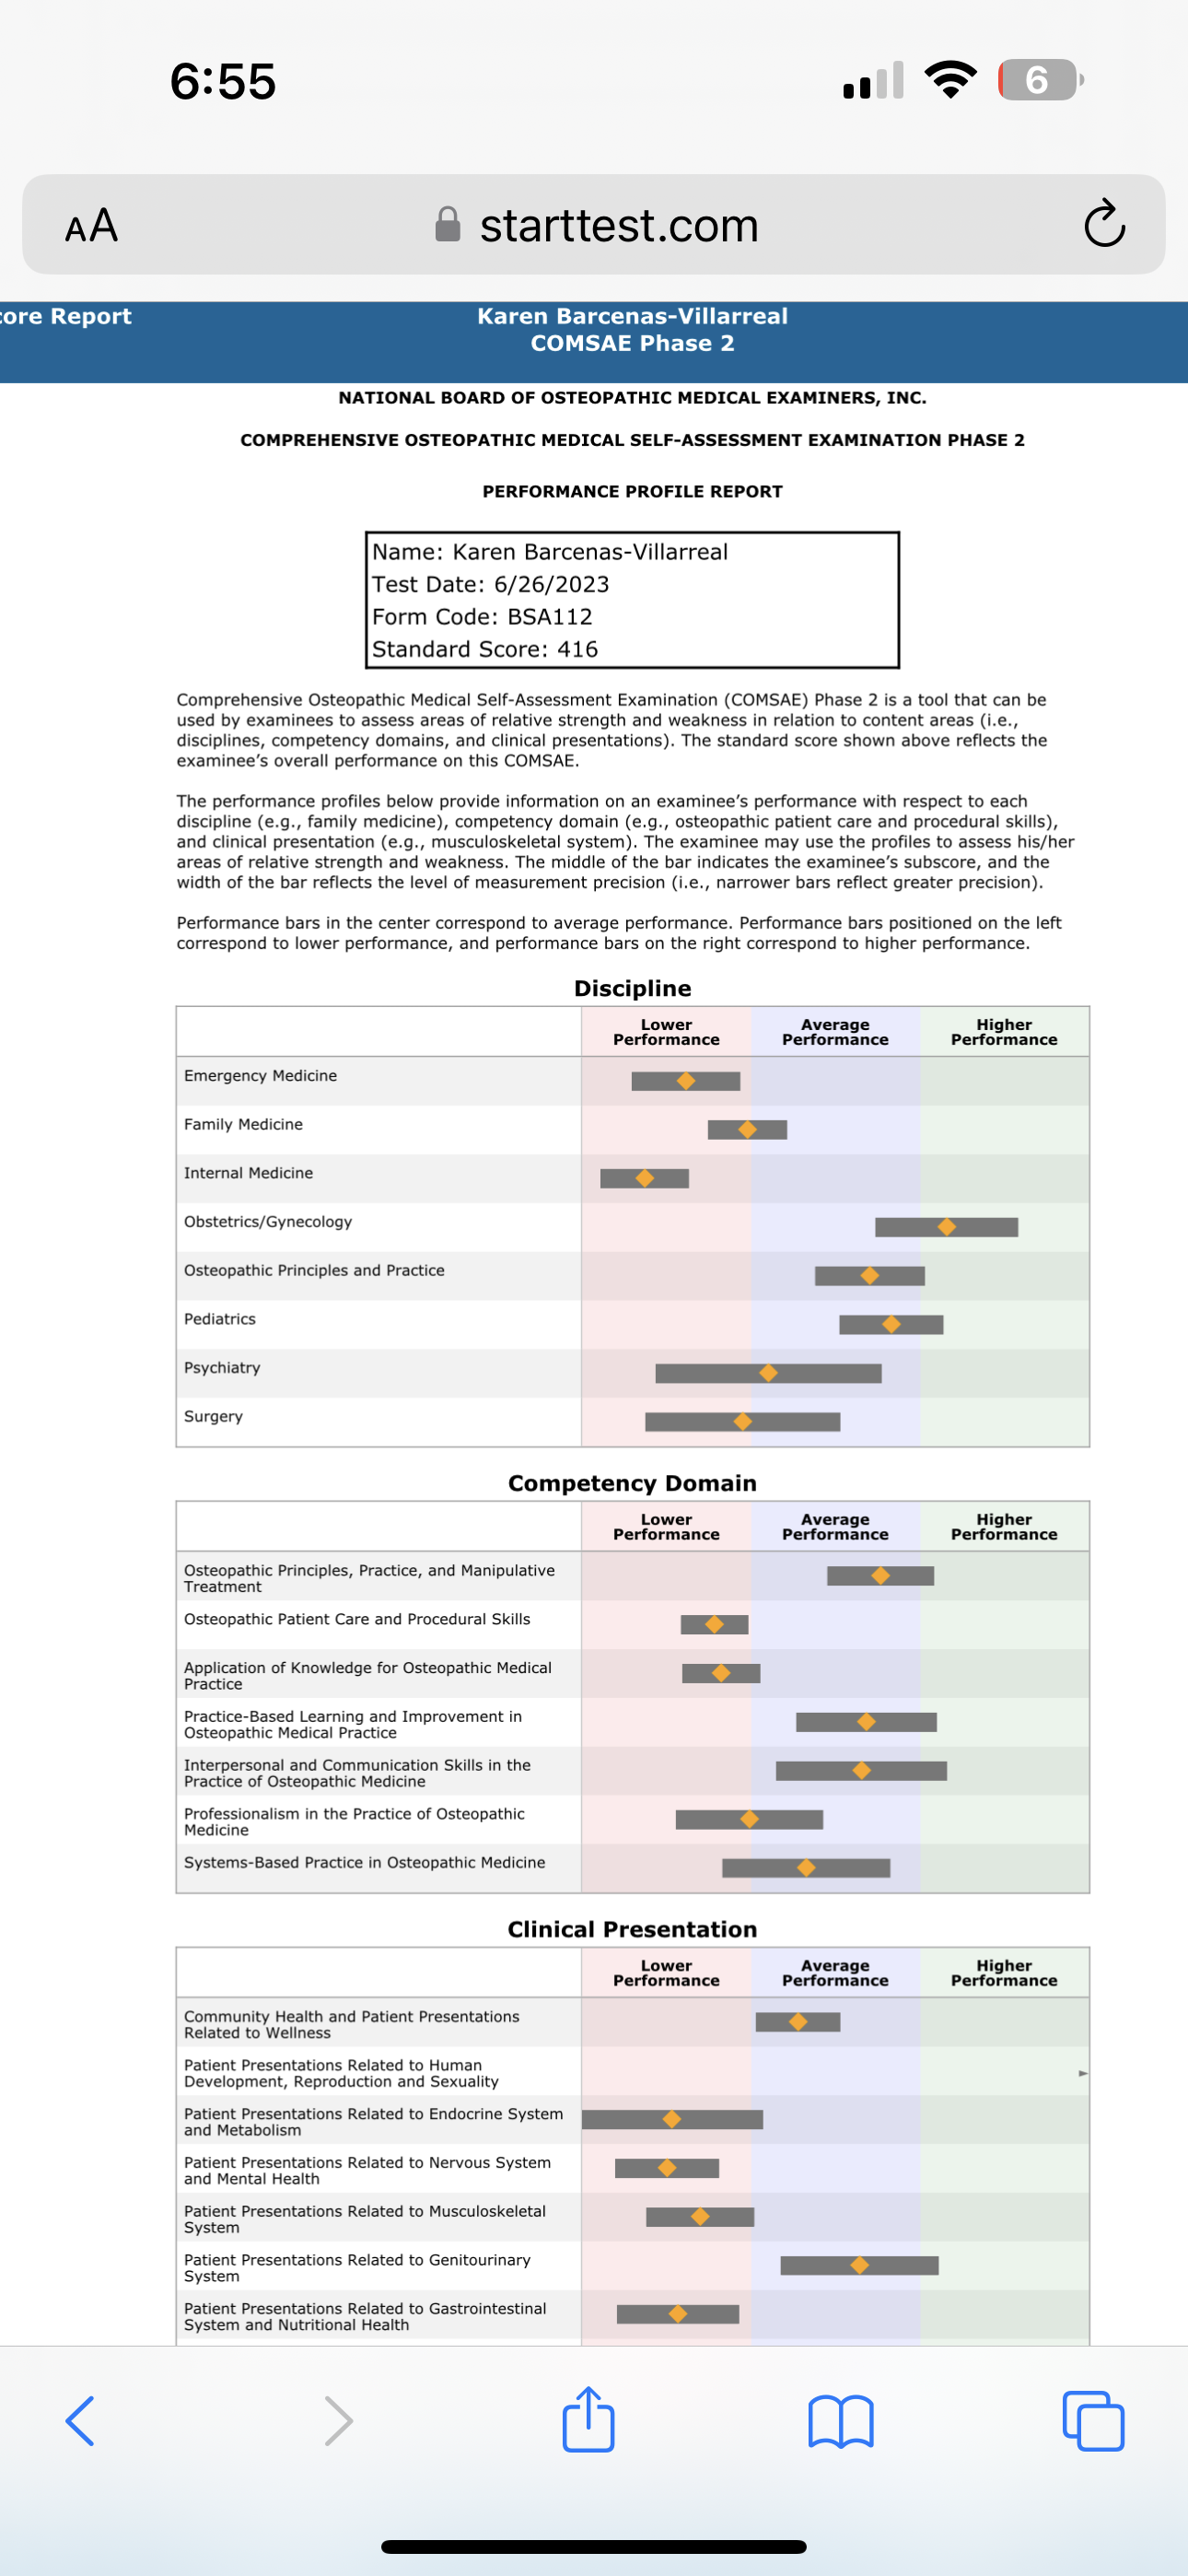 6:55
6
AA
starttest.com
core Report
Karen Barcenas-Villarreal
COMSAE Phase 2
NATIONAL BOARD OF OSTEOPATHIC MEDICAL EXAMINERS, INC.
COMPREHENSIVE OSTEOPATHIC MEDICAL SELF-ASSESSMENT EXAMINATION PHASE 2
PERFORMANCE PROFILE REPORT
Name: Karen Barcenas-Villarreal
Test Date: 6/26/2023
Form Code: BSA112
Standard Score: 416
Comprehensive Osteopathic Medical Self-Assessment Examination (COMSAE) Phase 2 is a tool that can be
used by examinees to assess areas of relative strength and weakness in relation to content areas (i.e.,
disciplines, competency domains, and clinical presentations). The standard score shown above reflects the
examinee's overall performance on this COMSAE.
The performance profiles below provide information on an examinee's performance with respect to each
discipline (e.g., family medicine), competency domain (e.g., osteopathic patient care and procedural skills),
and clinical presentation (e.g., musculoskeletal system). The examinee may use the profiles to assess his/her
areas of relative strength and weakness. The middle of the bar indicates the examinee's subscore, and the
width of the bar reflects the level of measurement precision (i.e., narrower bars reflect greater precision).
Performance bars in the center correspond to average performance. Performance bars positioned on the left
correspond to lower performance, and performance bars on the right correspond to higher performance.
Discipline
Lower
Performance
Average
Performance
Higher
Performance
Emergency Medicine
Family Medicine
Internal Medicine
Obstetrics/Gynecology
Osteopathic Principles and Practice
Pediatrics
Psychiatry
Surgery
Competency Domain
Lower
Performance
Average
Performance
Higher
Performance
Osteopathic Principles, Practice, and Manipulative
Treatment
Osteopathic Patient Care and Procedural Skills
Application of Knowledge for Osteopathic Medical
Practice
Practice-Based Learning and Improvement in
Osteopathic Medical Practice
Interpersonal and Communication Skills in the
Practice of Osteopathic Medicine
Professionalism in the Practice of Osteopathic
Medicine
Systems-Based Practice in Osteopathic Medicine
Clinical Presentation
Lower
Performance
Average
Performance
Higher
Performance
Community Health and Patient Presentations
Related to Wellness
Patient Presentations Related to Human
Development, Reproduction and Sexuality
Patient Presentations Related to Endocrine System
and Metabolism
Patient Presentations Related to Nervous System
and Mental Health
Patient Presentations Related to Musculoskeletal
System
Patient Presentations Related to Genitourinary
System
Patient Presentations Related to Gastrointestinal
System and Nutritional Health